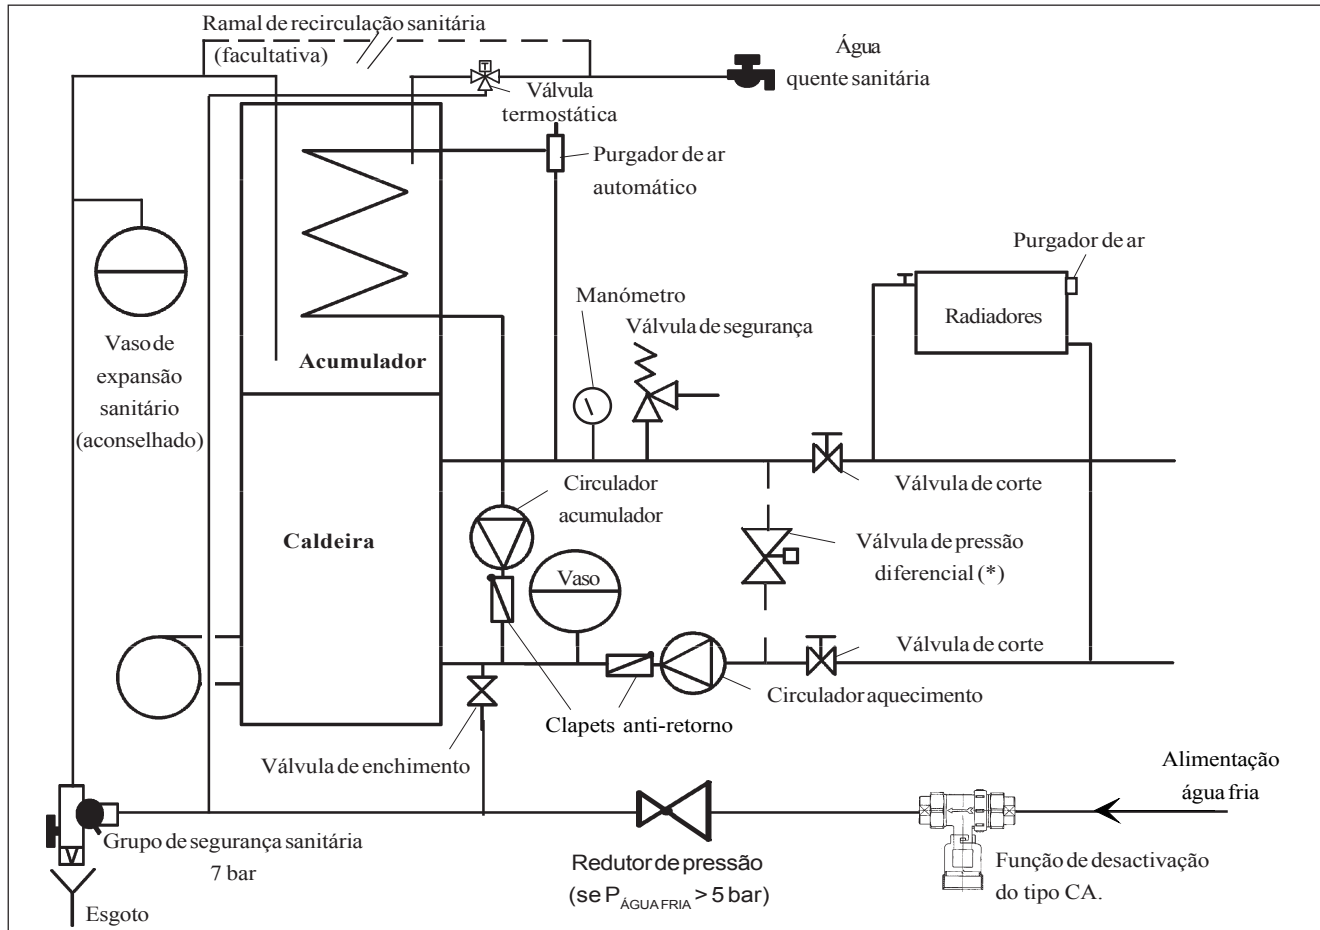 Ramal de recirculação sanitária
(facultativa)
Água
quente sanitária
T
Válvula
termostática
Purgador de ar
automático
Purgador de ar
Manómetro
Válvula de segurança
Radiadores
Vaso de
expansão
sanitário
(aconselhado)
Acumulador
Circulador
acumulador
Válvula de corte
Caldeira
Válvula de pressão
diferencial (*)
Vaso
Válvula de corte
Circulador aquecimento
Clapets anti-retorno
Válvula de enchimento
Alimentação
água fria
Grupo de segurança sanitária
7 bar
Redutor de pressão
(se P ÁGUA FRIA > 5 bar)
Função de desactivação
do tipo CA.
Esgoto